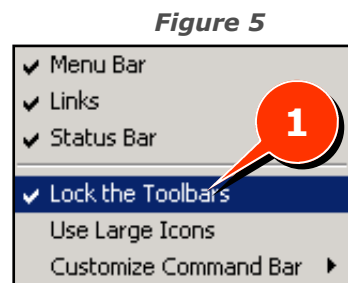 Figure 5
Menu Bar
Links
Status Bar
1
Lock the Toolbars
Use Large Icons
Customize Command Bar